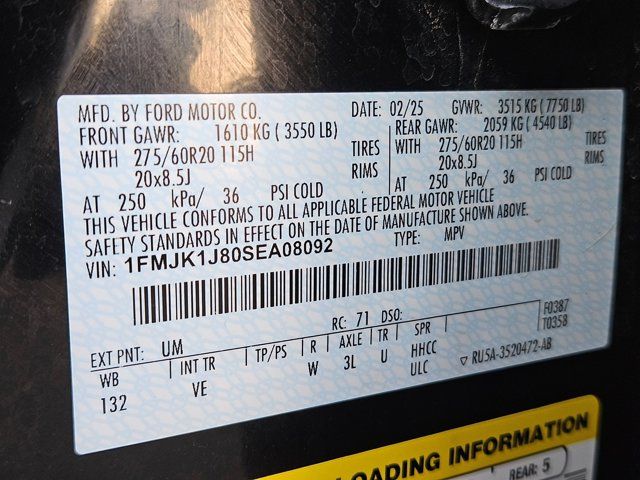 MFD. BY FORD MOTOR CO. DATE: 02/25 GVWR: 3515 KG (7750 LB)
FRONT GAWR: 1610 KG (3550 LB) REAR GAWR: 2059 KG (4540 LB)
WITH 275/60R20 115H TIRES WITH 275/60R20 115H TIRES
20x8.5J RIMS 20x8.5J RIMS
AT 250 kPa/ 36 PSI COLD AT 250 kPa/ 36 PSI COLD
THIS VEHICLE CONFORMS TO ALL APPLICABLE FEDERAL MOTOR VEHICLE
SAFETY STANDARDS IN EFFECT ON THE DATE OF MANUFACTURE SHOWN ABOVE.
VIN: 1FMJK1J80SEA08092 TYPE: MPV
F0387
T0358
EXT PNT: UM RC: 71 DSO:
WB INT TR TP/PS R AXLE TR SPR
132 VE W 3L U HHCC
ULC
▽ RU5A-3520472-AB
LOADING INFORMATION
REAR: 5